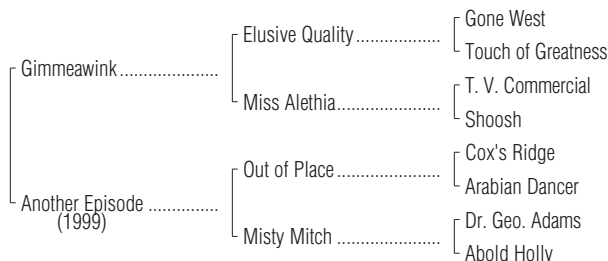 Gone West
Elusive Quality
Touch of Greatness
Gimmeawink
T. V. Commercial
Miss Alethia
Shoosh
Cox's Ridge
Out of Place
Arabian Dancer
Another Episode
(1999)
Dr. Geo. Adams
Misty Mitch
Abold Holly